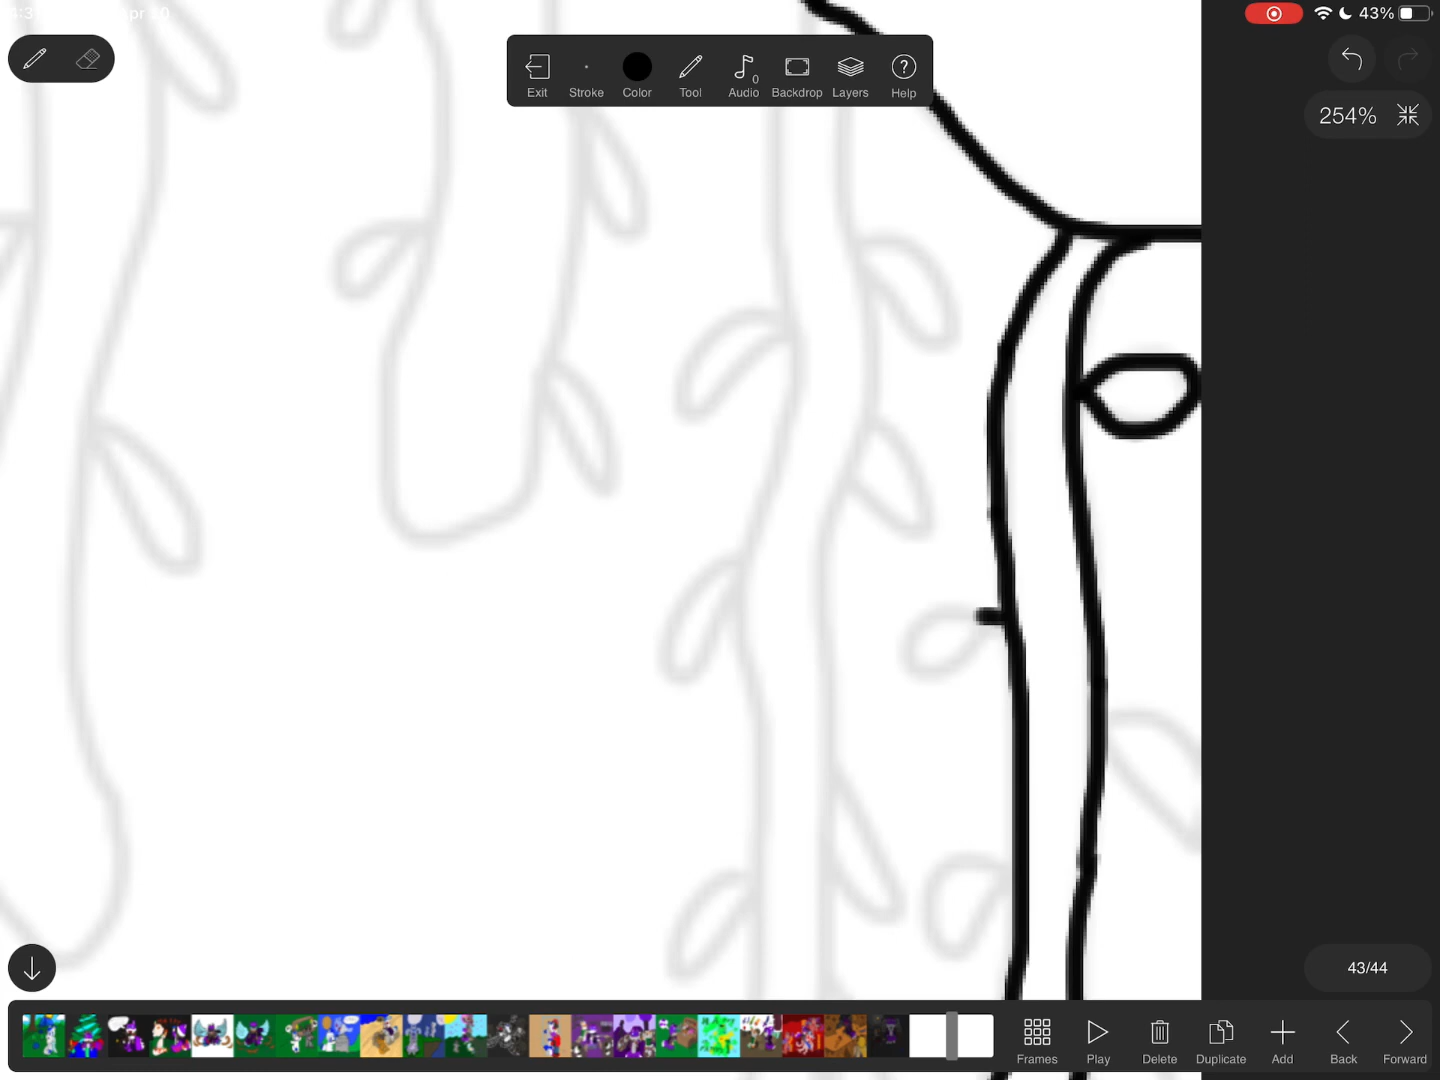 43%
Exit Stroke Color Tool Audio 0 Backdrop Layers Help
254%
43/44
Frames Play Delete Duplicate Add Back Forward